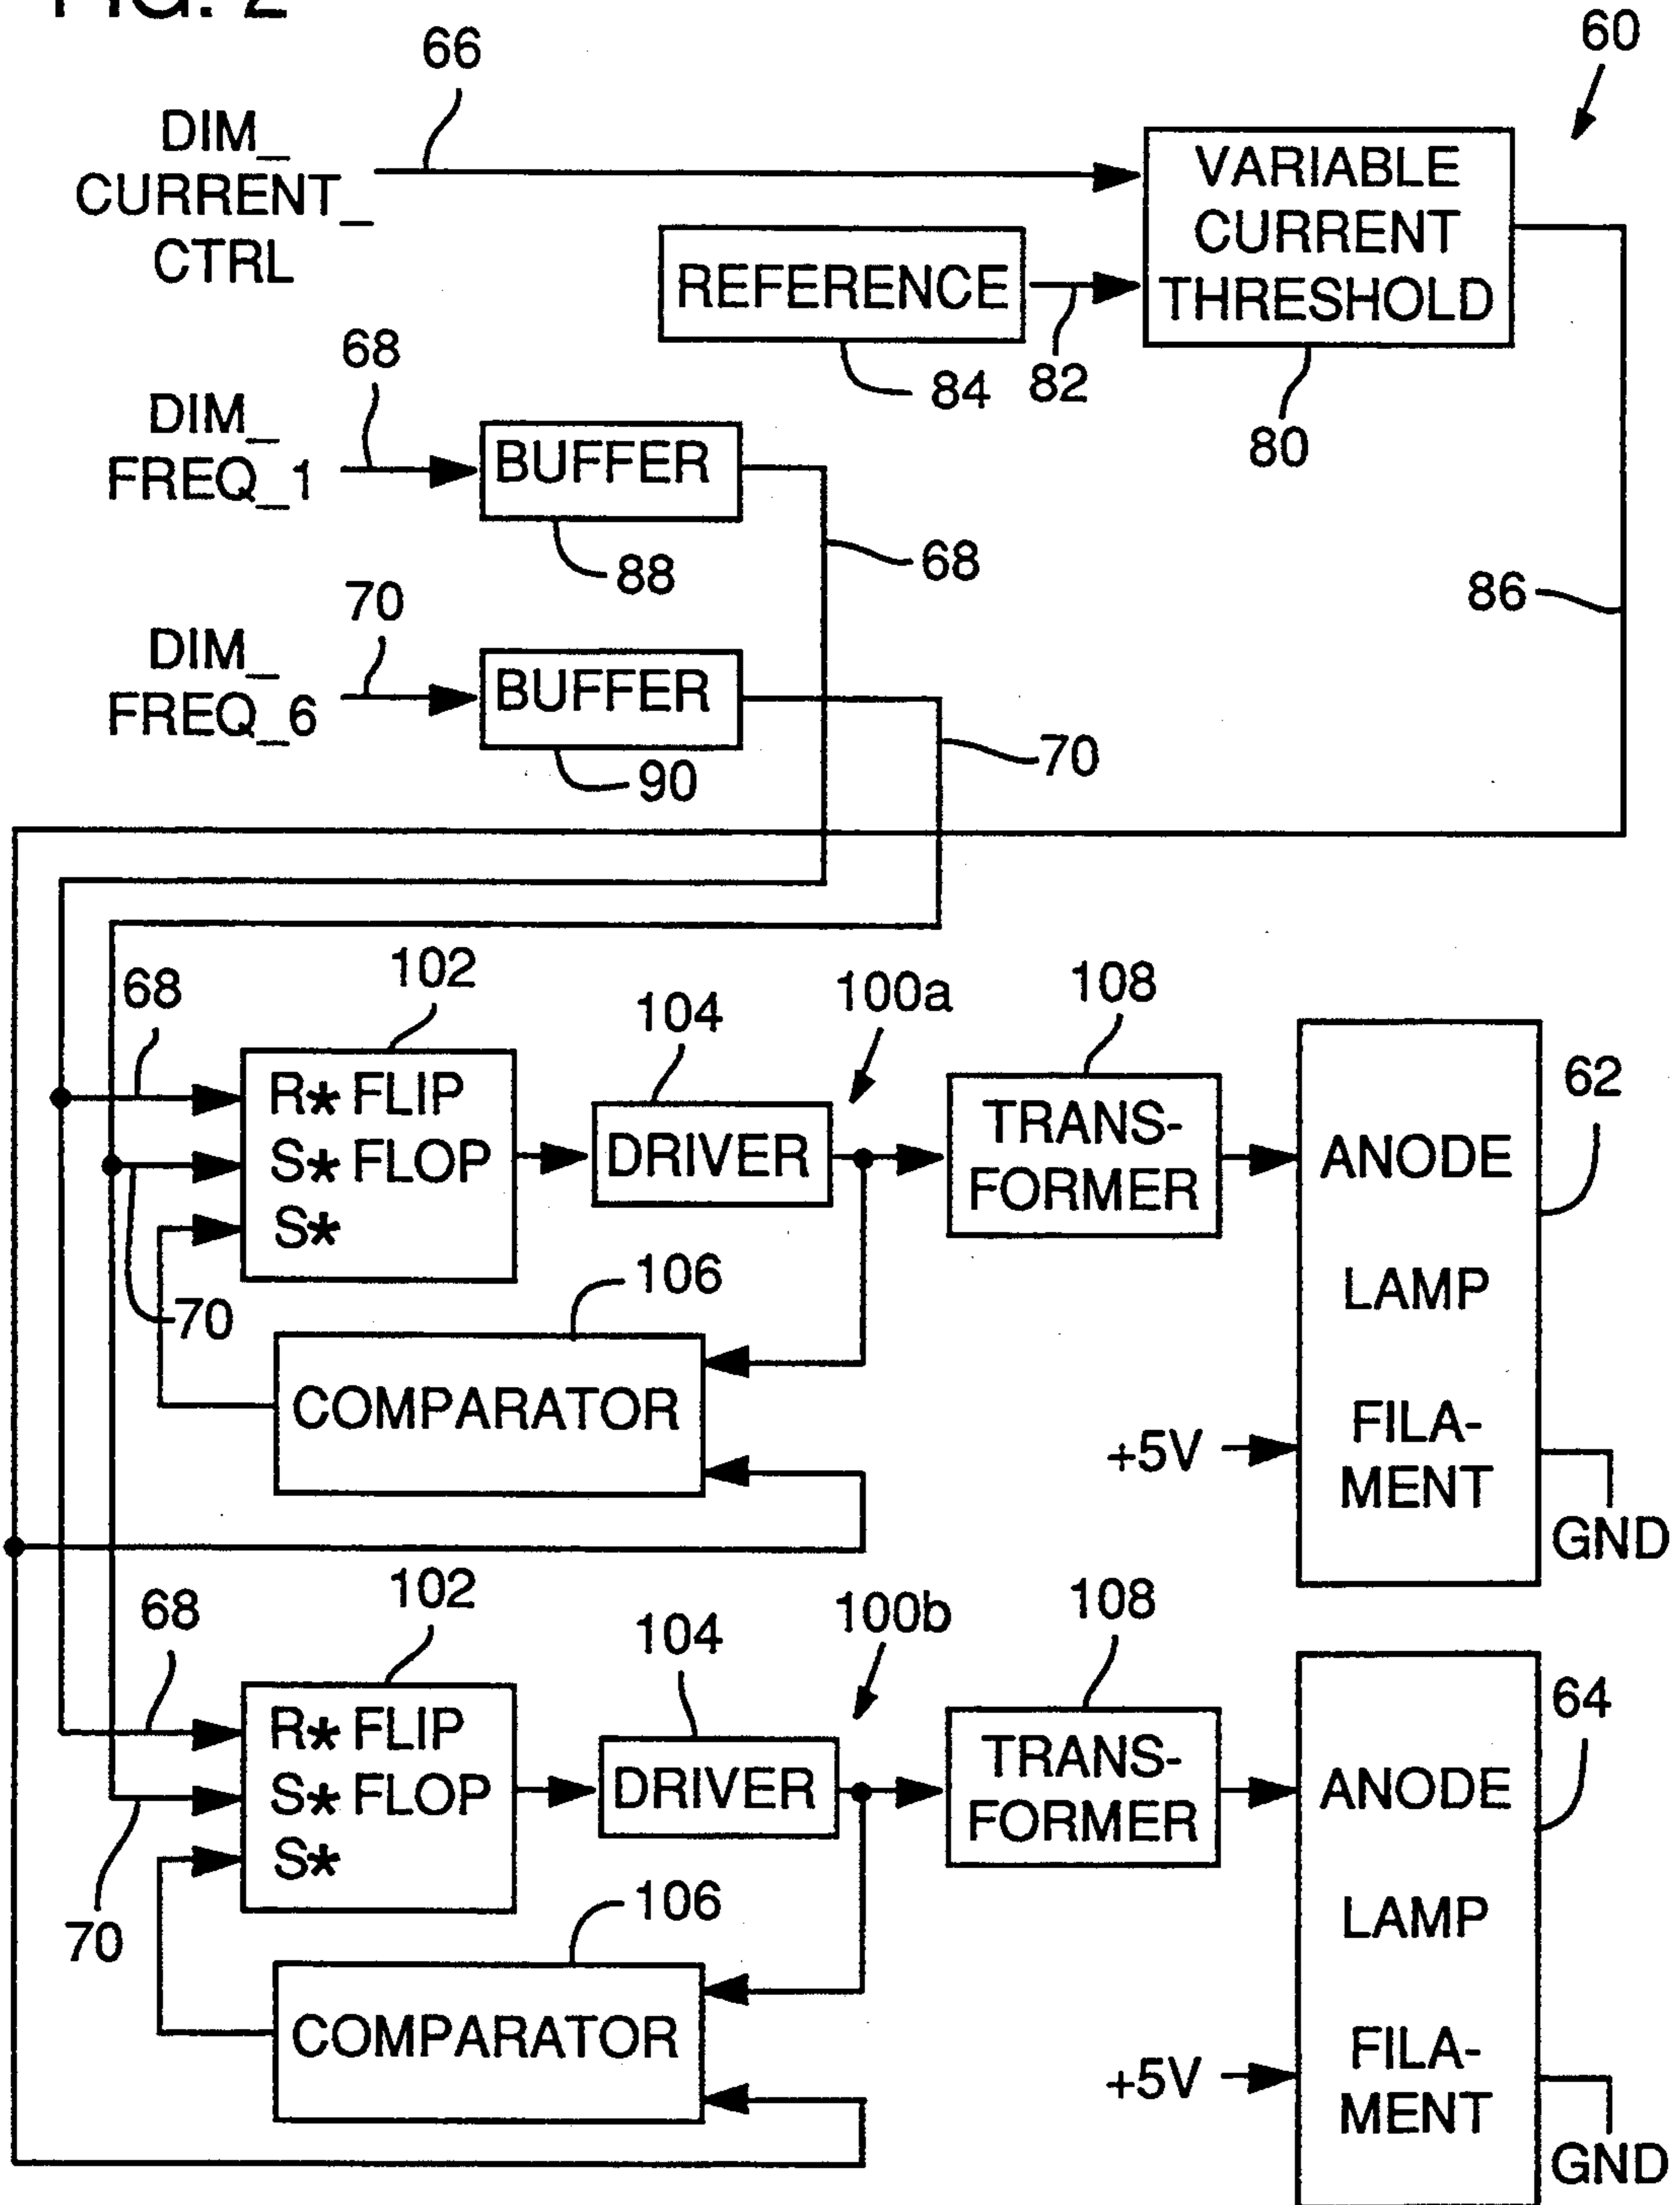 FIG. 2
66
60
DIM_
CURRENT_
CTRL
VARIABLE
CURRENT
THRESHOLD
REFERENCE
84
82
80
68
DIM_
FREQ_1
BUFFER
88
68
86
70
DIM_
FREQ_6
BUFFER
90
70
68
102
104
100a
108
62
R* FLIP
S* FLOP
S*
DRIVER
TRANS-
FORMER
ANODE
LAMP
FILA-
MENT
70
106
COMPARATOR
+5V
GND
68
102
104
100b
108
64
R* FLIP
S* FLOP
S*
DRIVER
TRANS-
FORMER
ANODE
LAMP
FILA-
MENT
70
106
COMPARATOR
+5V
GND